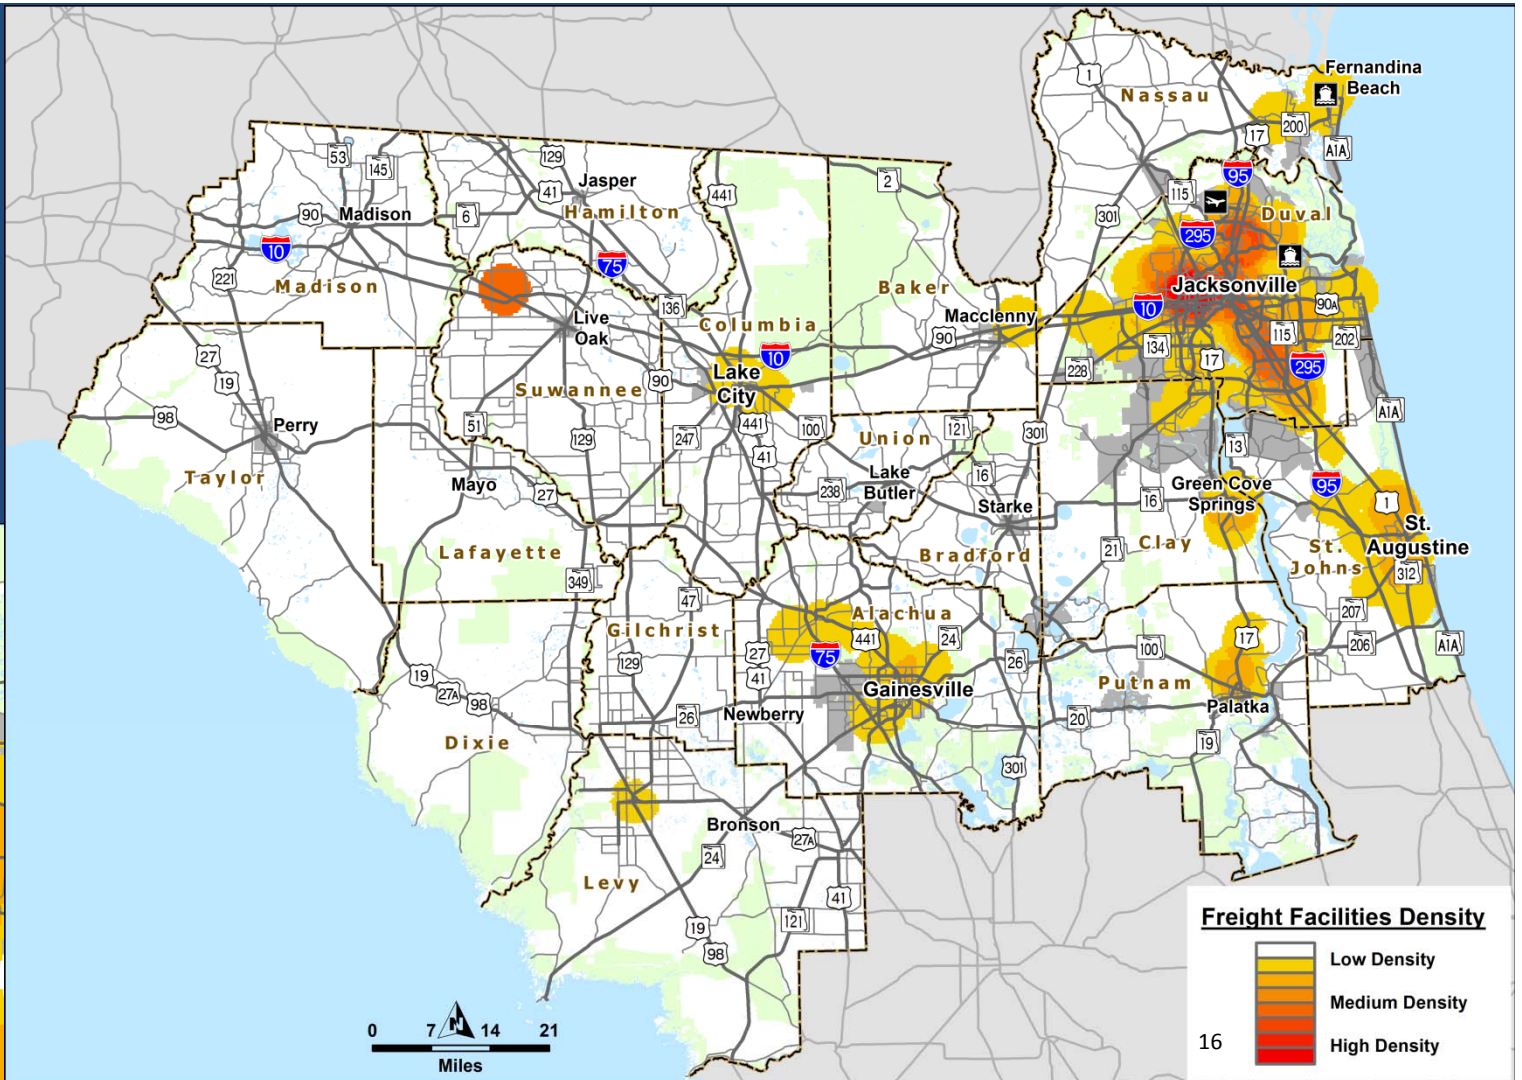 Fernandina
Beach
1
Nassau
17
200
A1A
53
145
129
41
Jasper
Hamilton
441
2
115
95
Duval
90
Madison
6
301
295
10
221
Madison
75
136
Baker
Jacksonville
10
90A
Live
Oak
Columbia
Macclenny
90
115
202
134
10
17
295
228
27
19
Lake
City
90
Suwannee
98
Perry
51
129
247
441
41
100
Union
121
301
13
A1A
Taylor
Mayo
27
238
Lake
Butler
16
Starke
16
Green Cove
Springs
95
1
St.
Augustine
Lafayette
349
Bradford
21
Clay
St.
Johns
312
47
Gilchrist
Alachua
441
24
207
27
129
75
26
100
17
206
A1A
41
19
27A
98
Putnam
Gainesville
Newberry
26
20
Palatka
Dixie
19
301
Bronson
27A
24
Levy
41
121
19
98
Freight Facilities Density
Low Density
Medium Density
High Density
16
N
0 7 14 21
Miles